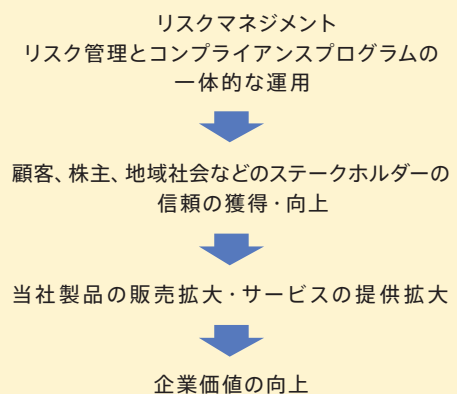 リスクマネジメント
リスク管理とコンプライアンスプログラムの
一体的な運用
顧客、株主、地域社会などのステークホルダーの
信頼の獲得・向上
当社製品の販売拡大・サービスの提供拡大
企業価値の向上